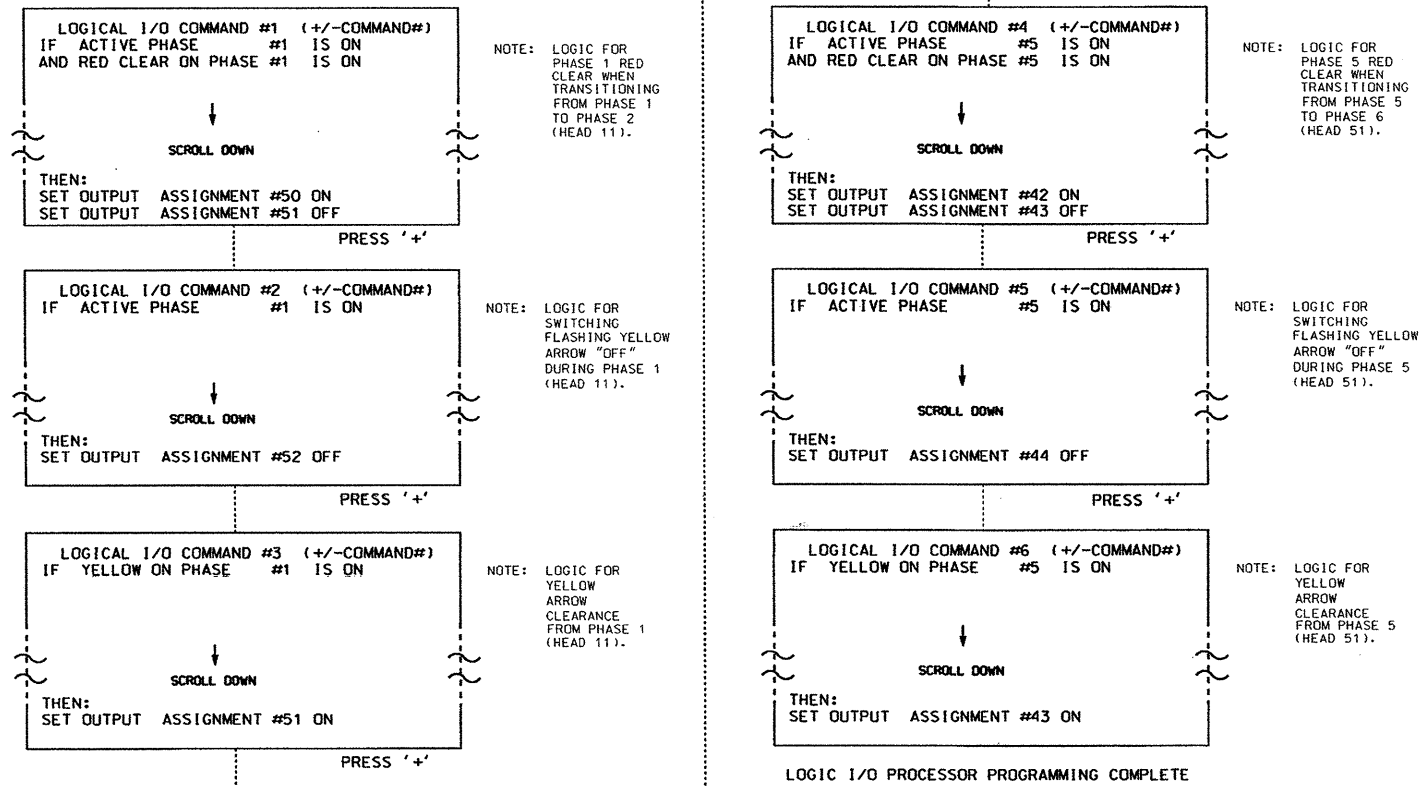 LOGICAL I/O COMMAND #1 (+/-COMMAND#)
IF ACTIVE PHASE #1 IS ON
AND RED CLEAR ON PHASE #1 IS ON
SCROLL DOWN
THEN:
SET OUTPUT ASSIGNMENT #50 ON
SET OUTPUT ASSIGNMENT #51 OFF
PRESS '+'
NOTE: LOGIC FOR
PHASE 1 RED
CLEAR WHEN
TRANSITIONING
FROM PHASE 1
TO PHASE 2
(HEAD 11).
LOGICAL I/O COMMAND #2 (+/-COMMAND#)
IF ACTIVE PHASE #1 IS ON
SCROLL DOWN
THEN:
SET OUTPUT ASSIGNMENT #52 OFF
PRESS '+'
NOTE: LOGIC FOR
SWITCHING
FLASHING YELLOW
ARROW "OFF"
DURING PHASE 1
(HEAD 11).
LOGICAL I/O COMMAND #3 (+/-COMMAND#)
IF YELLOW ON PHASE #1 IS ON
SCROLL DOWN
THEN:
SET OUTPUT ASSIGNMENT #51 ON
PRESS '+'
NOTE: LOGIC FOR
YELLOW
ARROW
CLEARANCE
FROM PHASE 1
(HEAD 11).
LOGICAL I/O COMMAND #4 (+/-COMMAND#)
IF ACTIVE PHASE #5 IS ON
AND RED CLEAR ON PHASE #5 IS ON
SCROLL DOWN
THEN:
SET OUTPUT ASSIGNMENT #42 ON
SET OUTPUT ASSIGNMENT #43 OFF
PRESS '+'
NOTE: LOGIC FOR
PHASE 5 RED
CLEAR WHEN
TRANSITIONING
FROM PHASE 5
TO PHASE 6
(HEAD 51).
LOGICAL I/O COMMAND #5 (+/-COMMAND#)
IF ACTIVE PHASE #5 IS ON
SCROLL DOWN
THEN:
SET OUTPUT ASSIGNMENT #44 OFF
PRESS '+'
NOTE: LOGIC FOR
SWITCHING
FLASHING YELLOW
ARROW "OFF"
DURING PHASE 5
(HEAD 51).
LOGICAL I/O COMMAND #6 (+/-COMMAND#)
IF YELLOW ON PHASE #5 IS ON
SCROLL DOWN
THEN:
SET OUTPUT ASSIGNMENT #43 ON
NOTE: LOGIC FOR
YELLOW
ARROW
CLEARANCE
FROM PHASE 5
(HEAD 51).
LOGIC I/O PROCESSOR PROGRAMMING COMPLETE